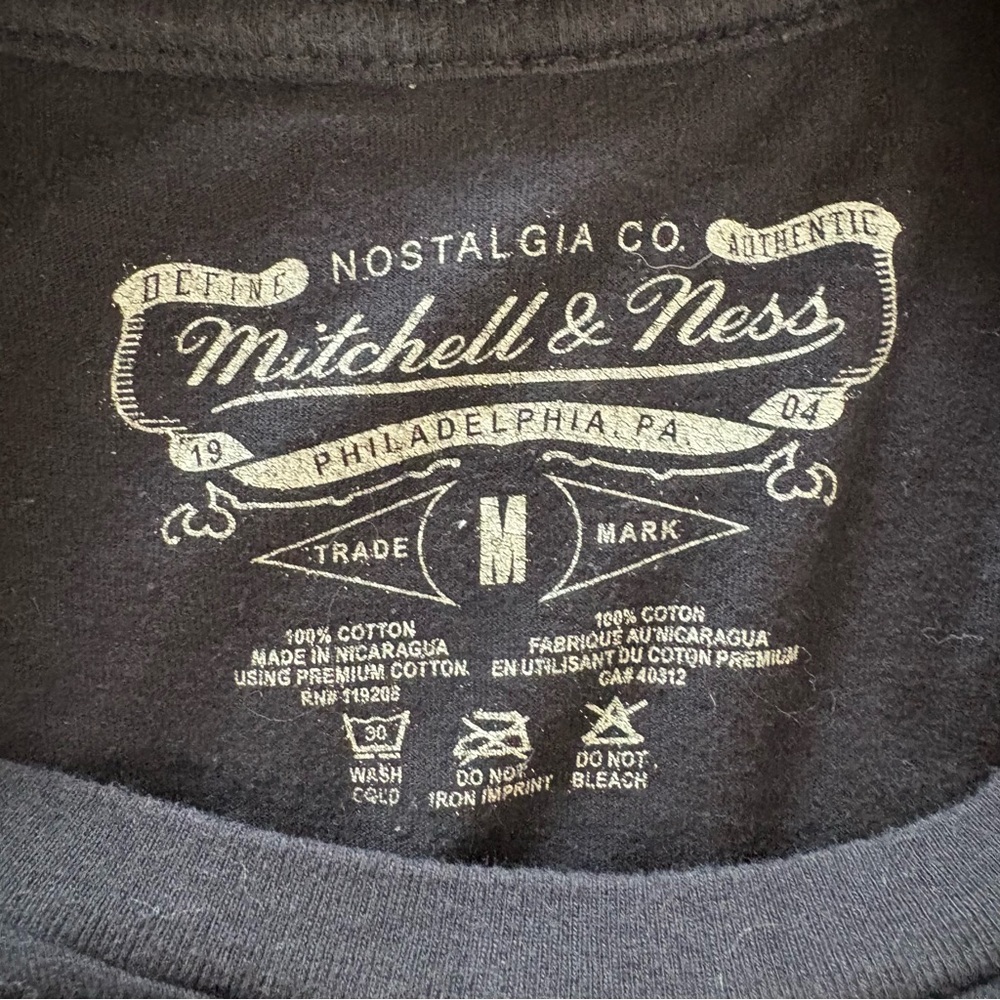 NOSTALGIA CO.
DEFINE
AUTHENTIC
Mitchell & Ness
19
PHILADELPHIA, PA.
04
TRADE
M
MARK
100% COTTON
MADE IN NICARAGUA
USING PREMIUM COTTON
RN# 119208
100% COTON
FABRIQUÉ AU NICARAGUA
EN UTILISANT DU COTON PREMIUM
CA# 40312
30
WASH
COLD
DO NOT
IRON IMPRINT
DO NOT
BLEACH